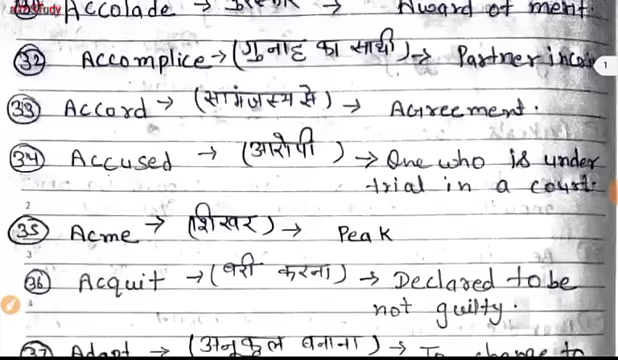 Accolade → पुरस्कार → Award of merit.
32 Accomplice → (गुनाह का साथी) → Partner in
33 Accord → (सामंजस्य से) → Agreement.
34 Accused → (आरोपी) → One who is under
trial in a court.
35 Acme → (शिखर) → Peak
36 Acquit → (बरी करना) → Declared to be
not guilty.
37 Adapt → (अनुकूल बनाना) → To change to